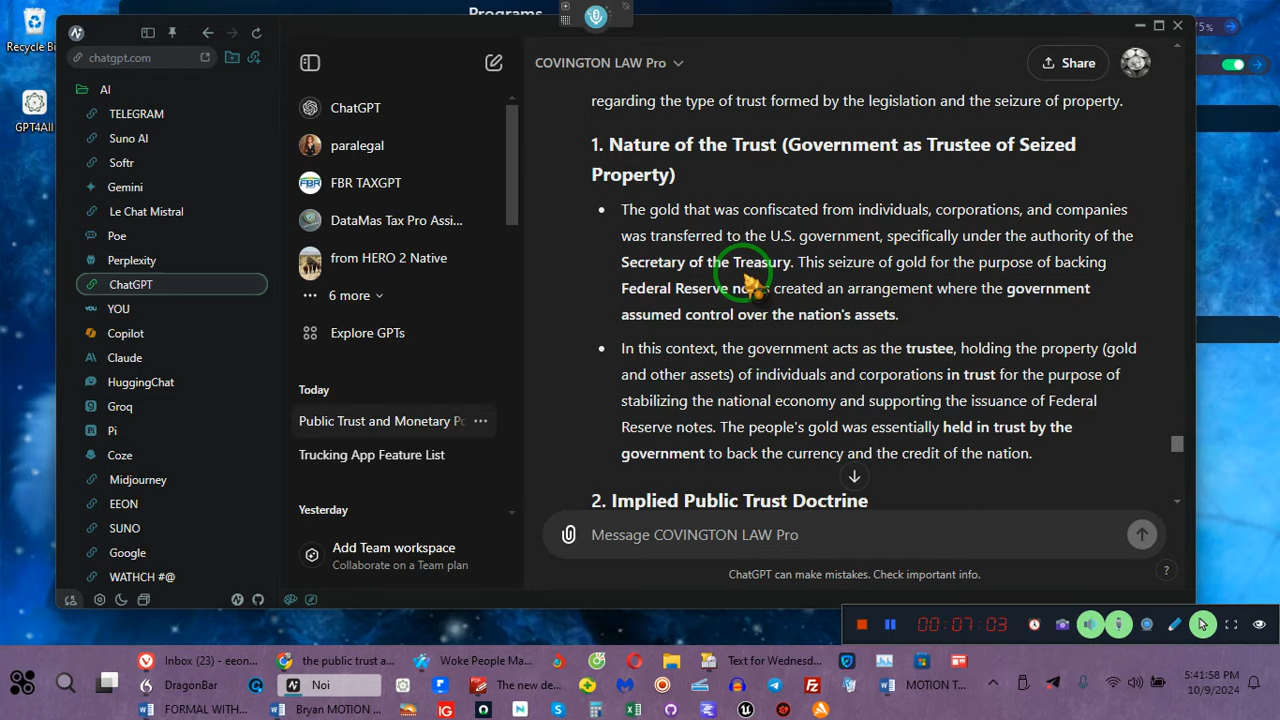 Programs
Recycle Bi
GPT4All
chatgpt.com
AI
TELEGRAM
Suno AI
Softr
Gemini
Le Chat Mistral
Poe
Perplexity
ChatGPT
YOU
Copilot
Claude
HuggingChat
Groq
Pi
Coze
Midjourney
EEON
SUNO
Google
WATHCH #@
ChatGPT
paralegal
FBR TAXGPT
DataMas Tax Pro Assi...
from HERO 2 Native
6 more
Explore GPTs
Today
Public Trust and Monetary Po
Trucking App Feature List
Yesterday
Add Team workspace
Collaborate on a Team plan
COVINGTON LAW Pro
Share
5%
regarding the type of trust formed by the legislation and the seizure of property.
1. Nature of the Trust (Government as Trustee of Seized
Property)
The gold that was confiscated from individuals, corporations, and companies
was transferred to the U.S. government, specifically under the authority of the
Secretary of the Treasury. This seizure of gold for the purpose of backing
Federal Reserve created an arrangement where the government
assumed control over the nation's assets.
In this context, the government acts as the trustee, holding the property (gold
and other assets) of individuals and corporations in trust for the purpose of
stabilizing the national economy and supporting the issuance of Federal
Reserve notes. The people's gold was essentially held in trust by the
government to back the currency and the credit of the nation.
2. Implied Public Trust Doctrine
Message COVINGTON LAW Pro
ChatGPT can make mistakes. Check important info.
?
00:07:03
Inbox (23) - eeon...
the public trust a...
Woke People Ma...
Text for Wednesd...
DragonBar
Noi
The new de...
MOTION T...
FORMAL WITH...
Bryan MOTION ...
5:41:58 PM
10/9/2024